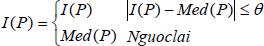 I(P) = { I(P)    |I(P) − Med(P)| ≤ θ
Med(P)  Nguoclai